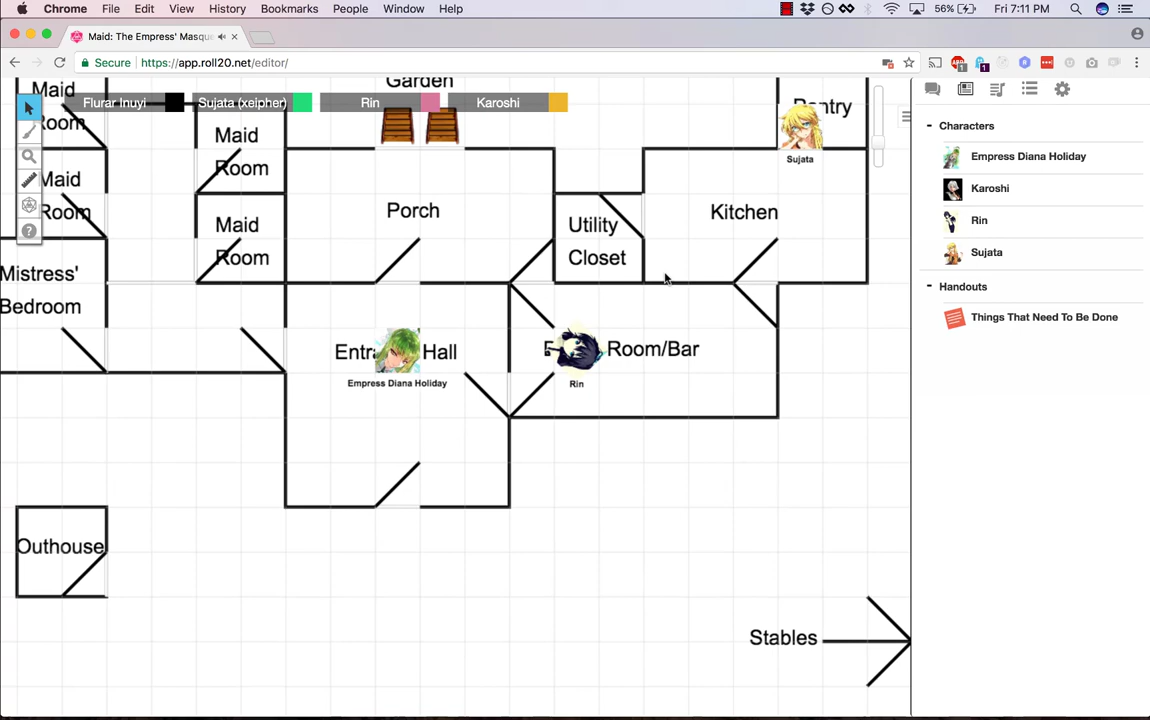 Chrome File Edit View History Bookmarks People Window Help
56% Fri 7:11 PM
Maid: The Empress' Masque
Secure https://app.roll20.net/editor/
Flurar Inuyi
Sujata (xeipher)
Rin
Karoshi
Maid
Room
Maid
Room
Mistress'
Bedroom
Maid
Room
Maid
Room
Garden
Porch
Utility
Closet
Kitchen
Pantry
Sujata
Hall
Empress Diana Holiday
Room/Bar
Rin
Outhouse
Stables
Characters
Empress Diana Holiday
Karoshi
Rin
Sujata
Handouts
Things That Need To Be Done